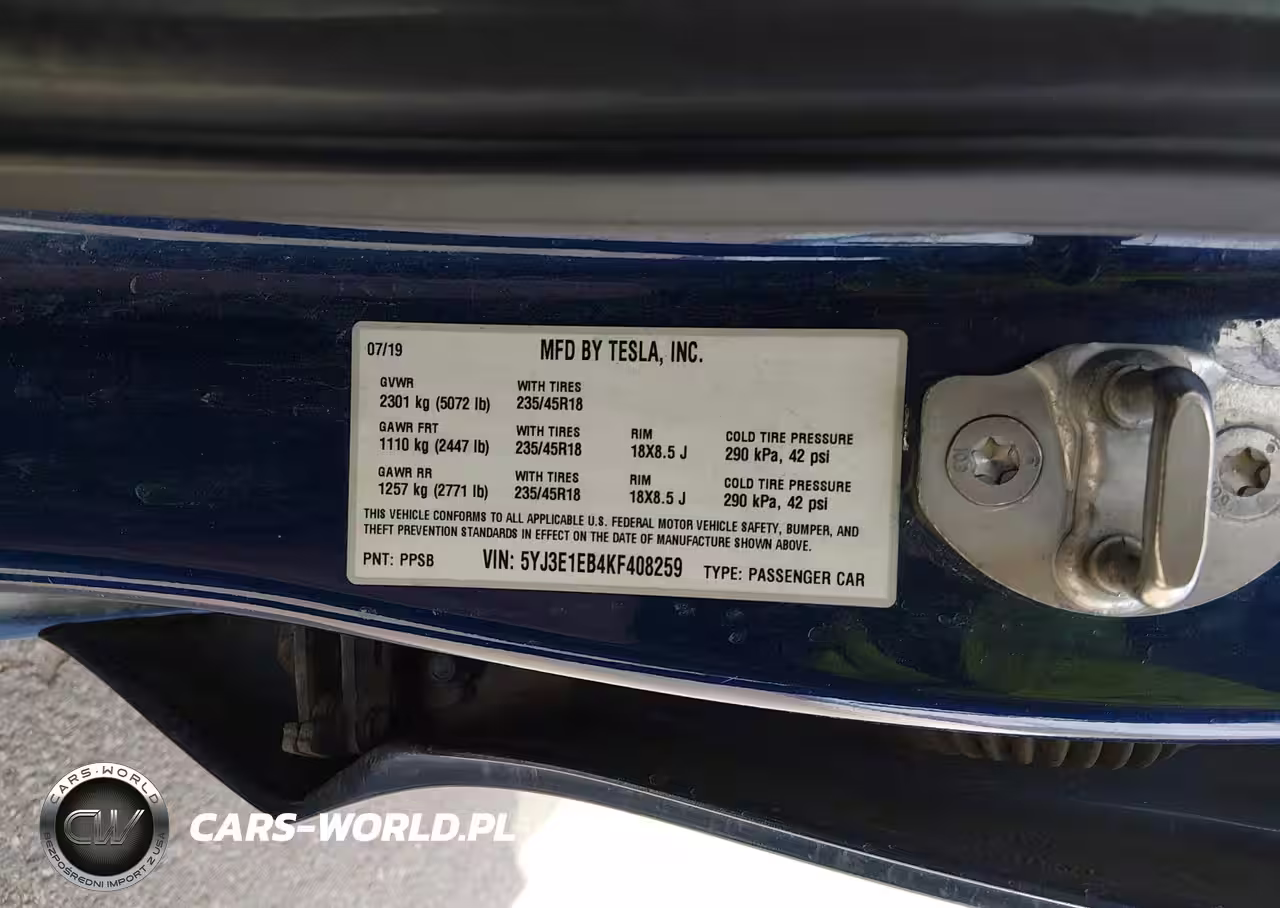 07/19 MFD BY TESLA, INC.
GVWR WITH TIRES
2301 kg (5072 lb) 235/45R18
GAWR FRT WITH TIRES RIM COLD TIRE PRESSURE
1110 kg (2447 lb) 235/45R18 18X8.5 J 290 kPa, 42 psi
GAWR RR WITH TIRES RIM COLD TIRE PRESSURE
1257 kg (2771 lb) 235/45R18 18X8.5 J 290 kPa, 42 psi
THIS VEHICLE CONFORMS TO ALL APPLICABLE U.S. FEDERAL MOTOR VEHICLE SAFETY, BUMPER, AND
THEFT PREVENTION STANDARDS IN EFFECT ON THE DATE OF MANUFACTURE SHOWN ABOVE.
PNT: PPSB VIN: 5YJ3E1EB4KF408259 TYPE: PASSENGER CAR
CARS-WORLD
CW
BEZPOŚREDNI IMPORT Z USA
CARS-WORLD.PL